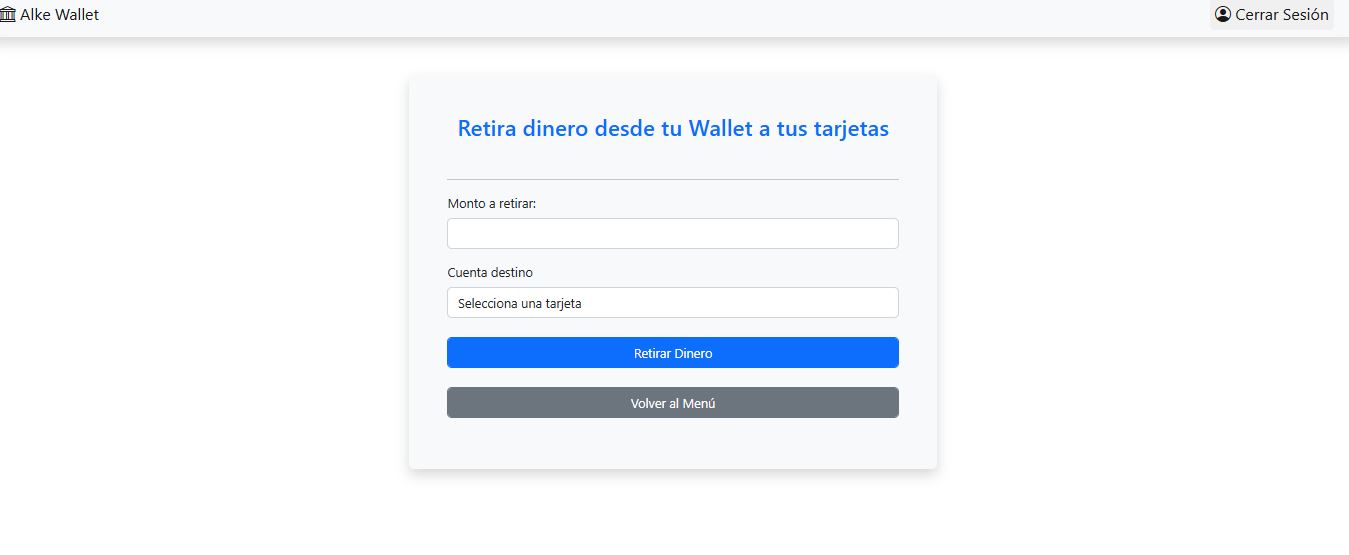 Alke Wallet
Cerrar Sesión
Retira dinero desde tu Wallet a tus tarjetas
Monto a retirar:
Cuenta destino
Selecciona una tarjeta
Retirar Dinero
Volver al Menú